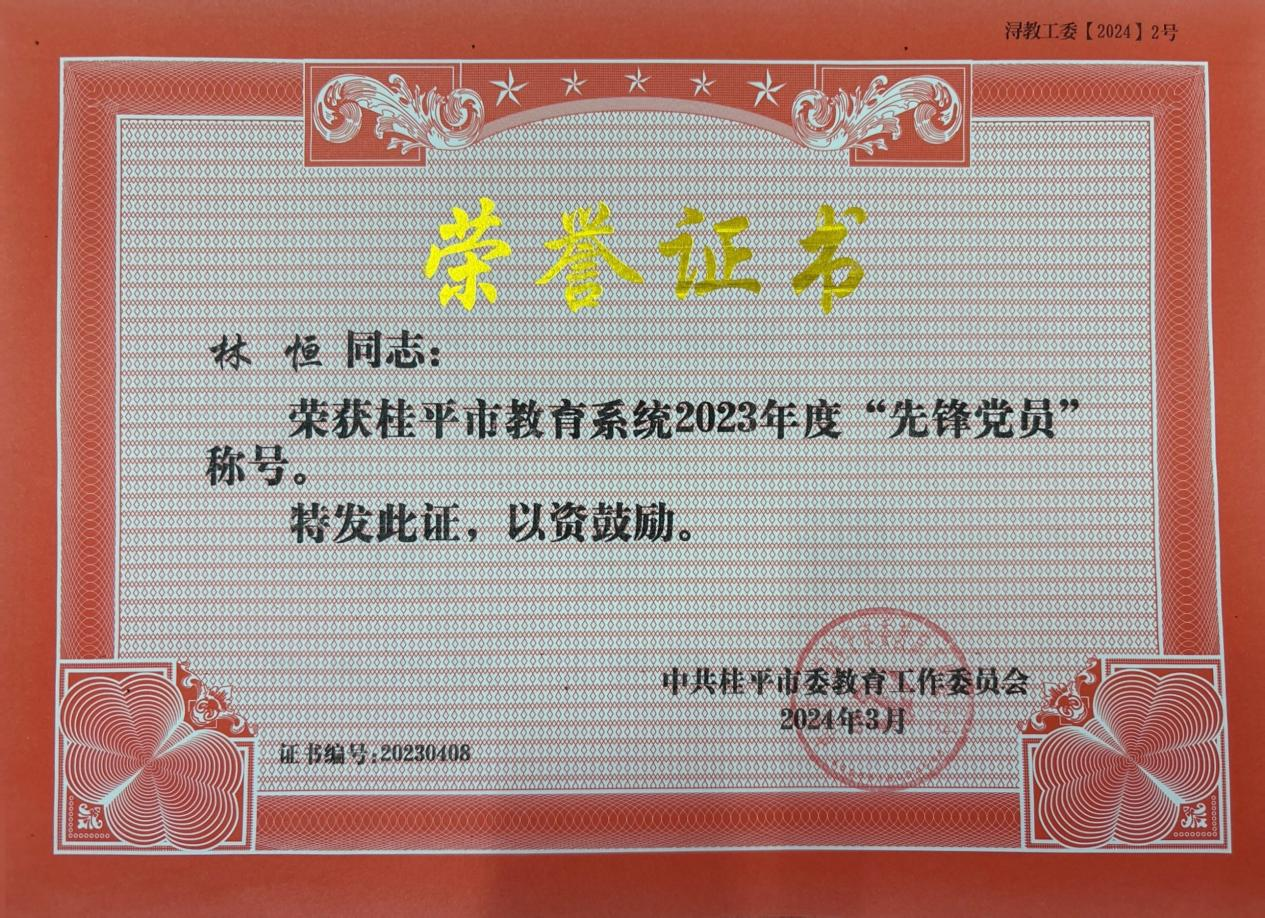 浔教工委【2024】2号
荣誉证书
林 恒 同志:
荣获桂平市教育系统2023年度“先锋党员”
称号。
特发此证，以资鼓励。
中共桂平市委教育工作委员会
2024年3月
证书编号:20230408